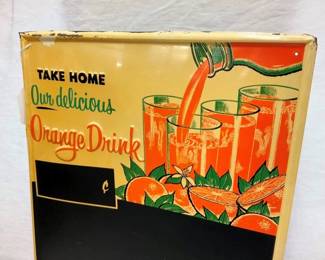 TAKE HOME
Our delicious
Orange Drink
¢